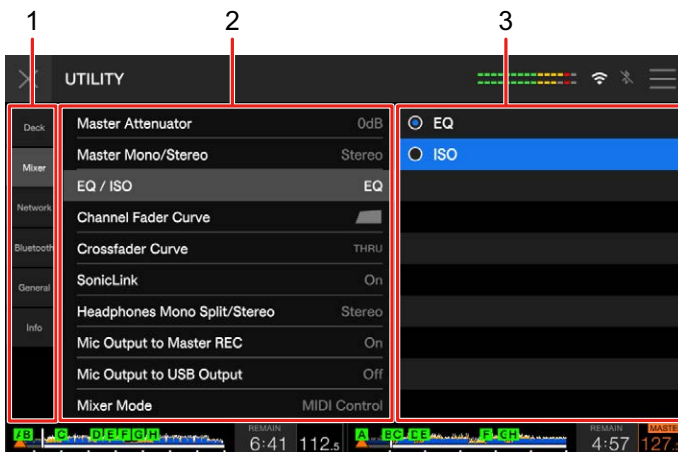 1 2 3
UTILITY
Deck
Mixer
Network
Bluetooth
General
Info
Master Attenuator 0dB
Master Mono/Stereo Stereo
EQ / ISO EQ
Channel Fader Curve
Crossfader Curve THRU
SonicLink On
Headphones Mono Split/Stereo Stereo
Mic Output to Master REC On
Mic Output to USB Output Off
Mixer Mode MIDI Control
EQ
ISO
B C D E F G H
REMAIN
6:41 112.5
A B C D E F G H
REMAIN
4:57
MASTER
127.